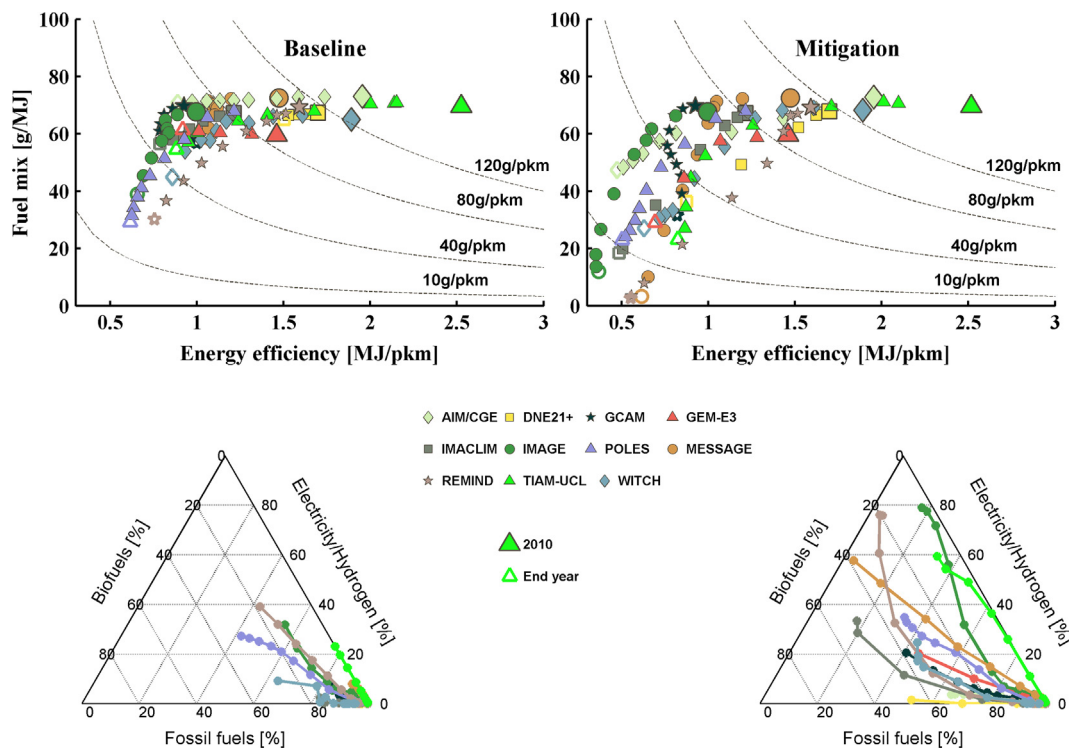 Baseline
Mitigation
Fuel mix [g/MJ]
100
80
60
40
20
0
120g/pkm
80g/pkm
40g/pkm
10g/pkm
0.5
1
1.5
2
2.5
3
Energy efficiency [MJ/pkm]
100
80
60
40
20
0
120g/pkm
80g/pkm
40g/pkm
10g/pkm
0.5
1
1.5
2
2.5
3
Energy efficiency [MJ/pkm]
AIM/CGE DNE21+ GCAM GEM-E3
IMACLIM IMAGE POLES MESSAGE
REMIND TIAM-UCL WITCH
2010
End year
0
20 80
40 60
60 40
80 20
0
0 20 40 60 80
Biofuels [%]
Electricity/Hydrogen [%]
Fossil fuels [%]
0
20 80
40 60
60 40
80 20
0
0 20 40 60 80
Biofuels [%]
Electricity/Hydrogen [%]
Fossil fuels [%]